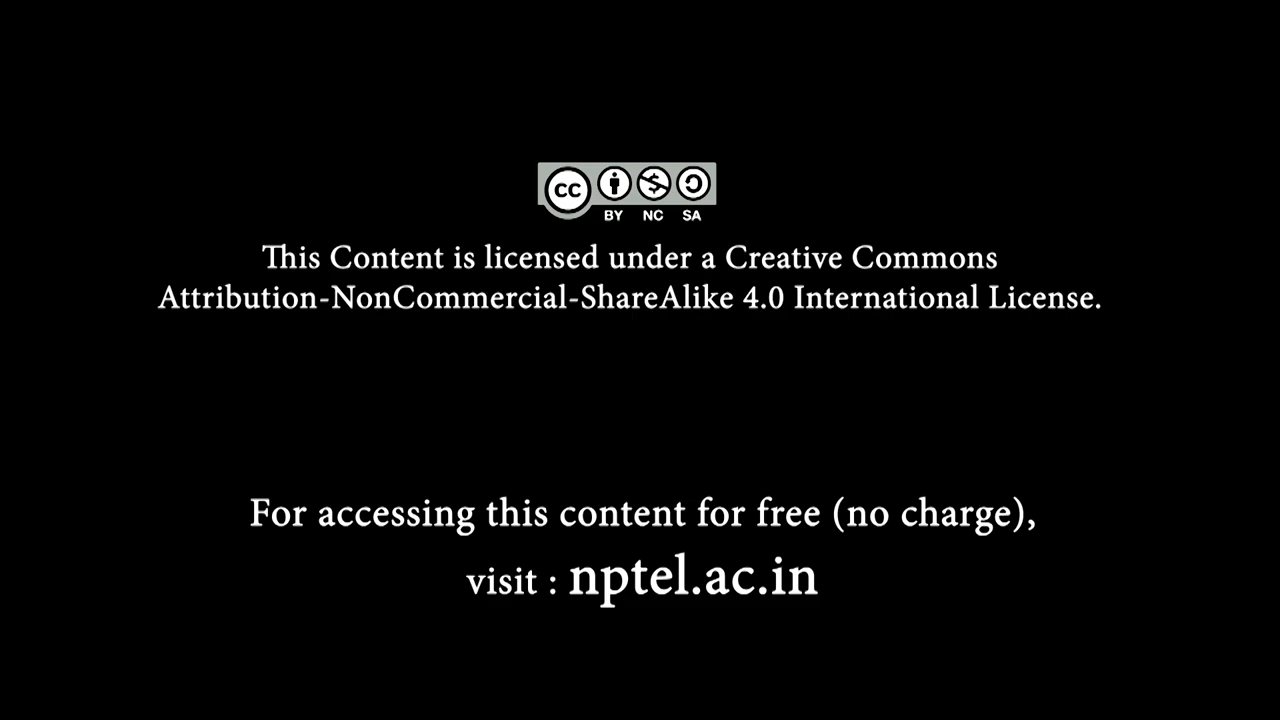 cc
BY NC SA
This Content is licensed under a Creative Commons
Attribution-NonCommercial-ShareAlike 4.0 International License.
For accessing this content for free (no charge),
visit : nptel.ac.in